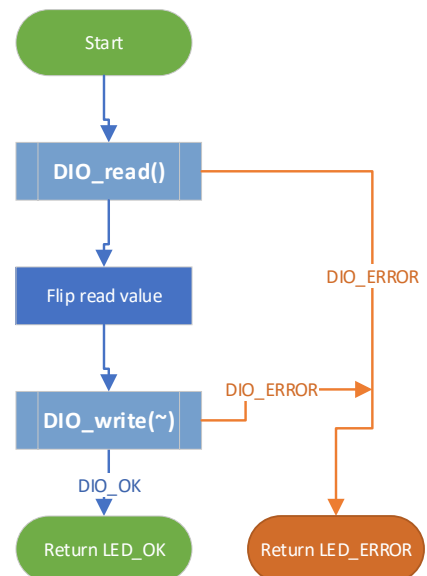 Start
DIO_read()
DIO_ERROR
Flip read value
DIO_ERROR
DIO_write(~)
DIO_OK
Return LED_OK
Return LED_ERROR